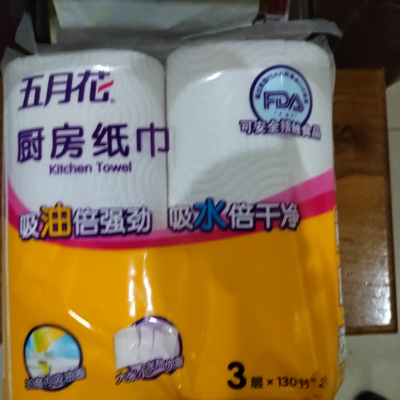 五月花
厨房纸巾
Kitchen Towel
FDA
可安全接触食品
吸油倍强劲
吸水倍干冷
3层×130节